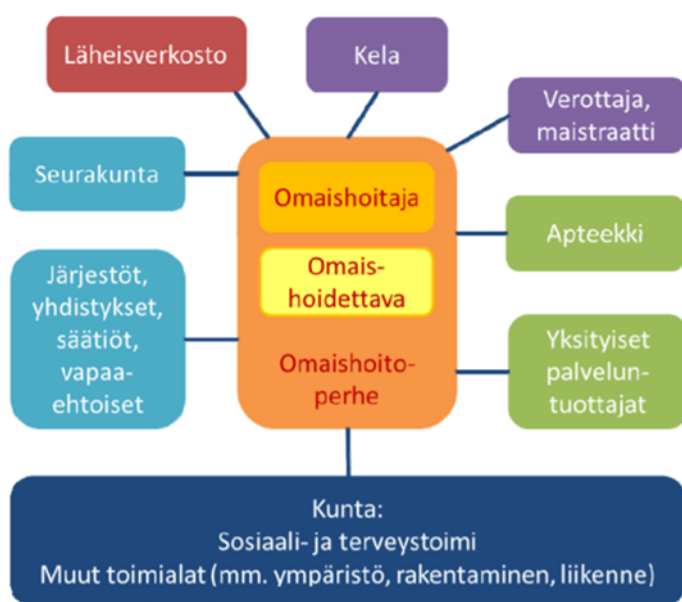 Läheisverkosto
Kela
Verottaja,
maistraatti
Seurakunta
Omaishoitaja
Apteekki
Omais-
hoidettava
Järjestöt,
yhdistykset,
säätiöt,
vapaa-
ehtoiset
Omaishoito-
perhe
Yksityiset
palvelun-
tuottajat
Kunta:
Sosiaali- ja terveystoimi
Muut toimialat (mm. ympäristö, rakentaminen, liikenne)